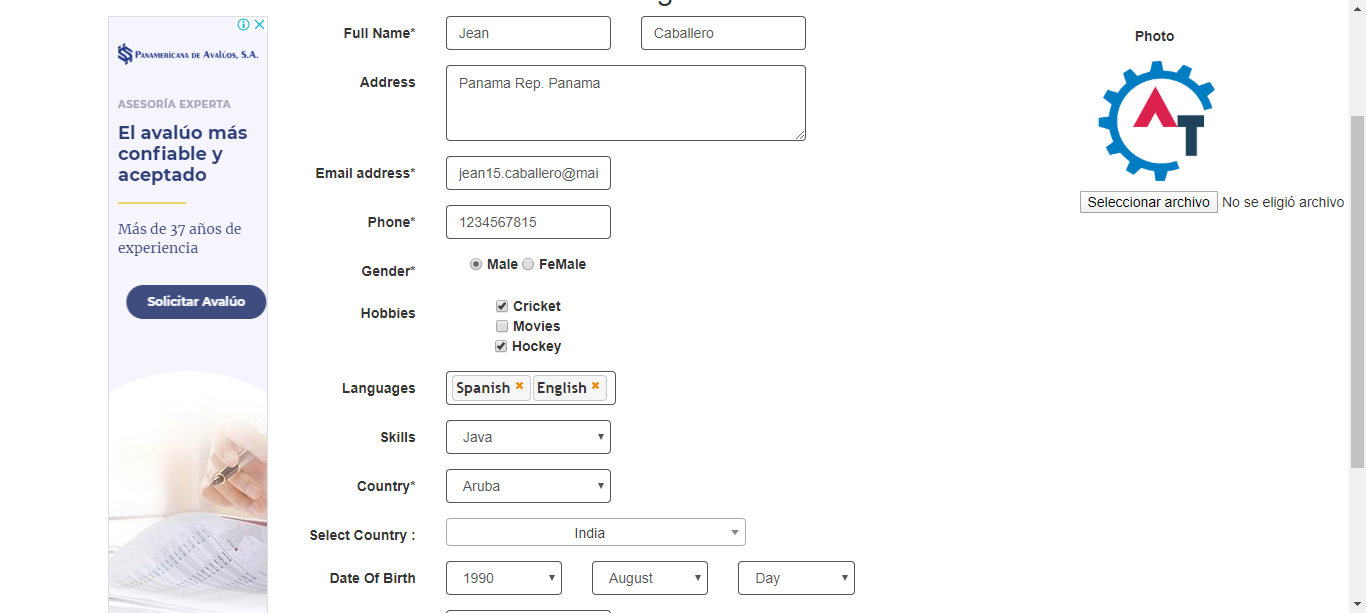 PANAMERICANA DE AVALÚOS, S.A.
ASESORÍA EXPERTA
El avalúo más
confiable y
aceptado
Más de 37 años de
experiencia
Solicitar Avalúo
Full Name* Jean Caballero
Address Panama Rep. Panama
Email address* jean15.caballero@mai
Phone* 1234567815
Gender* Male FeMale
Hobbies Cricket
Movies
Hockey
Languages Spanish English
Skills Java
Country* Aruba
Select Country : India
Date Of Birth 1990 August Day
Photo
AT
Seleccionar archivo No se eligió archivo